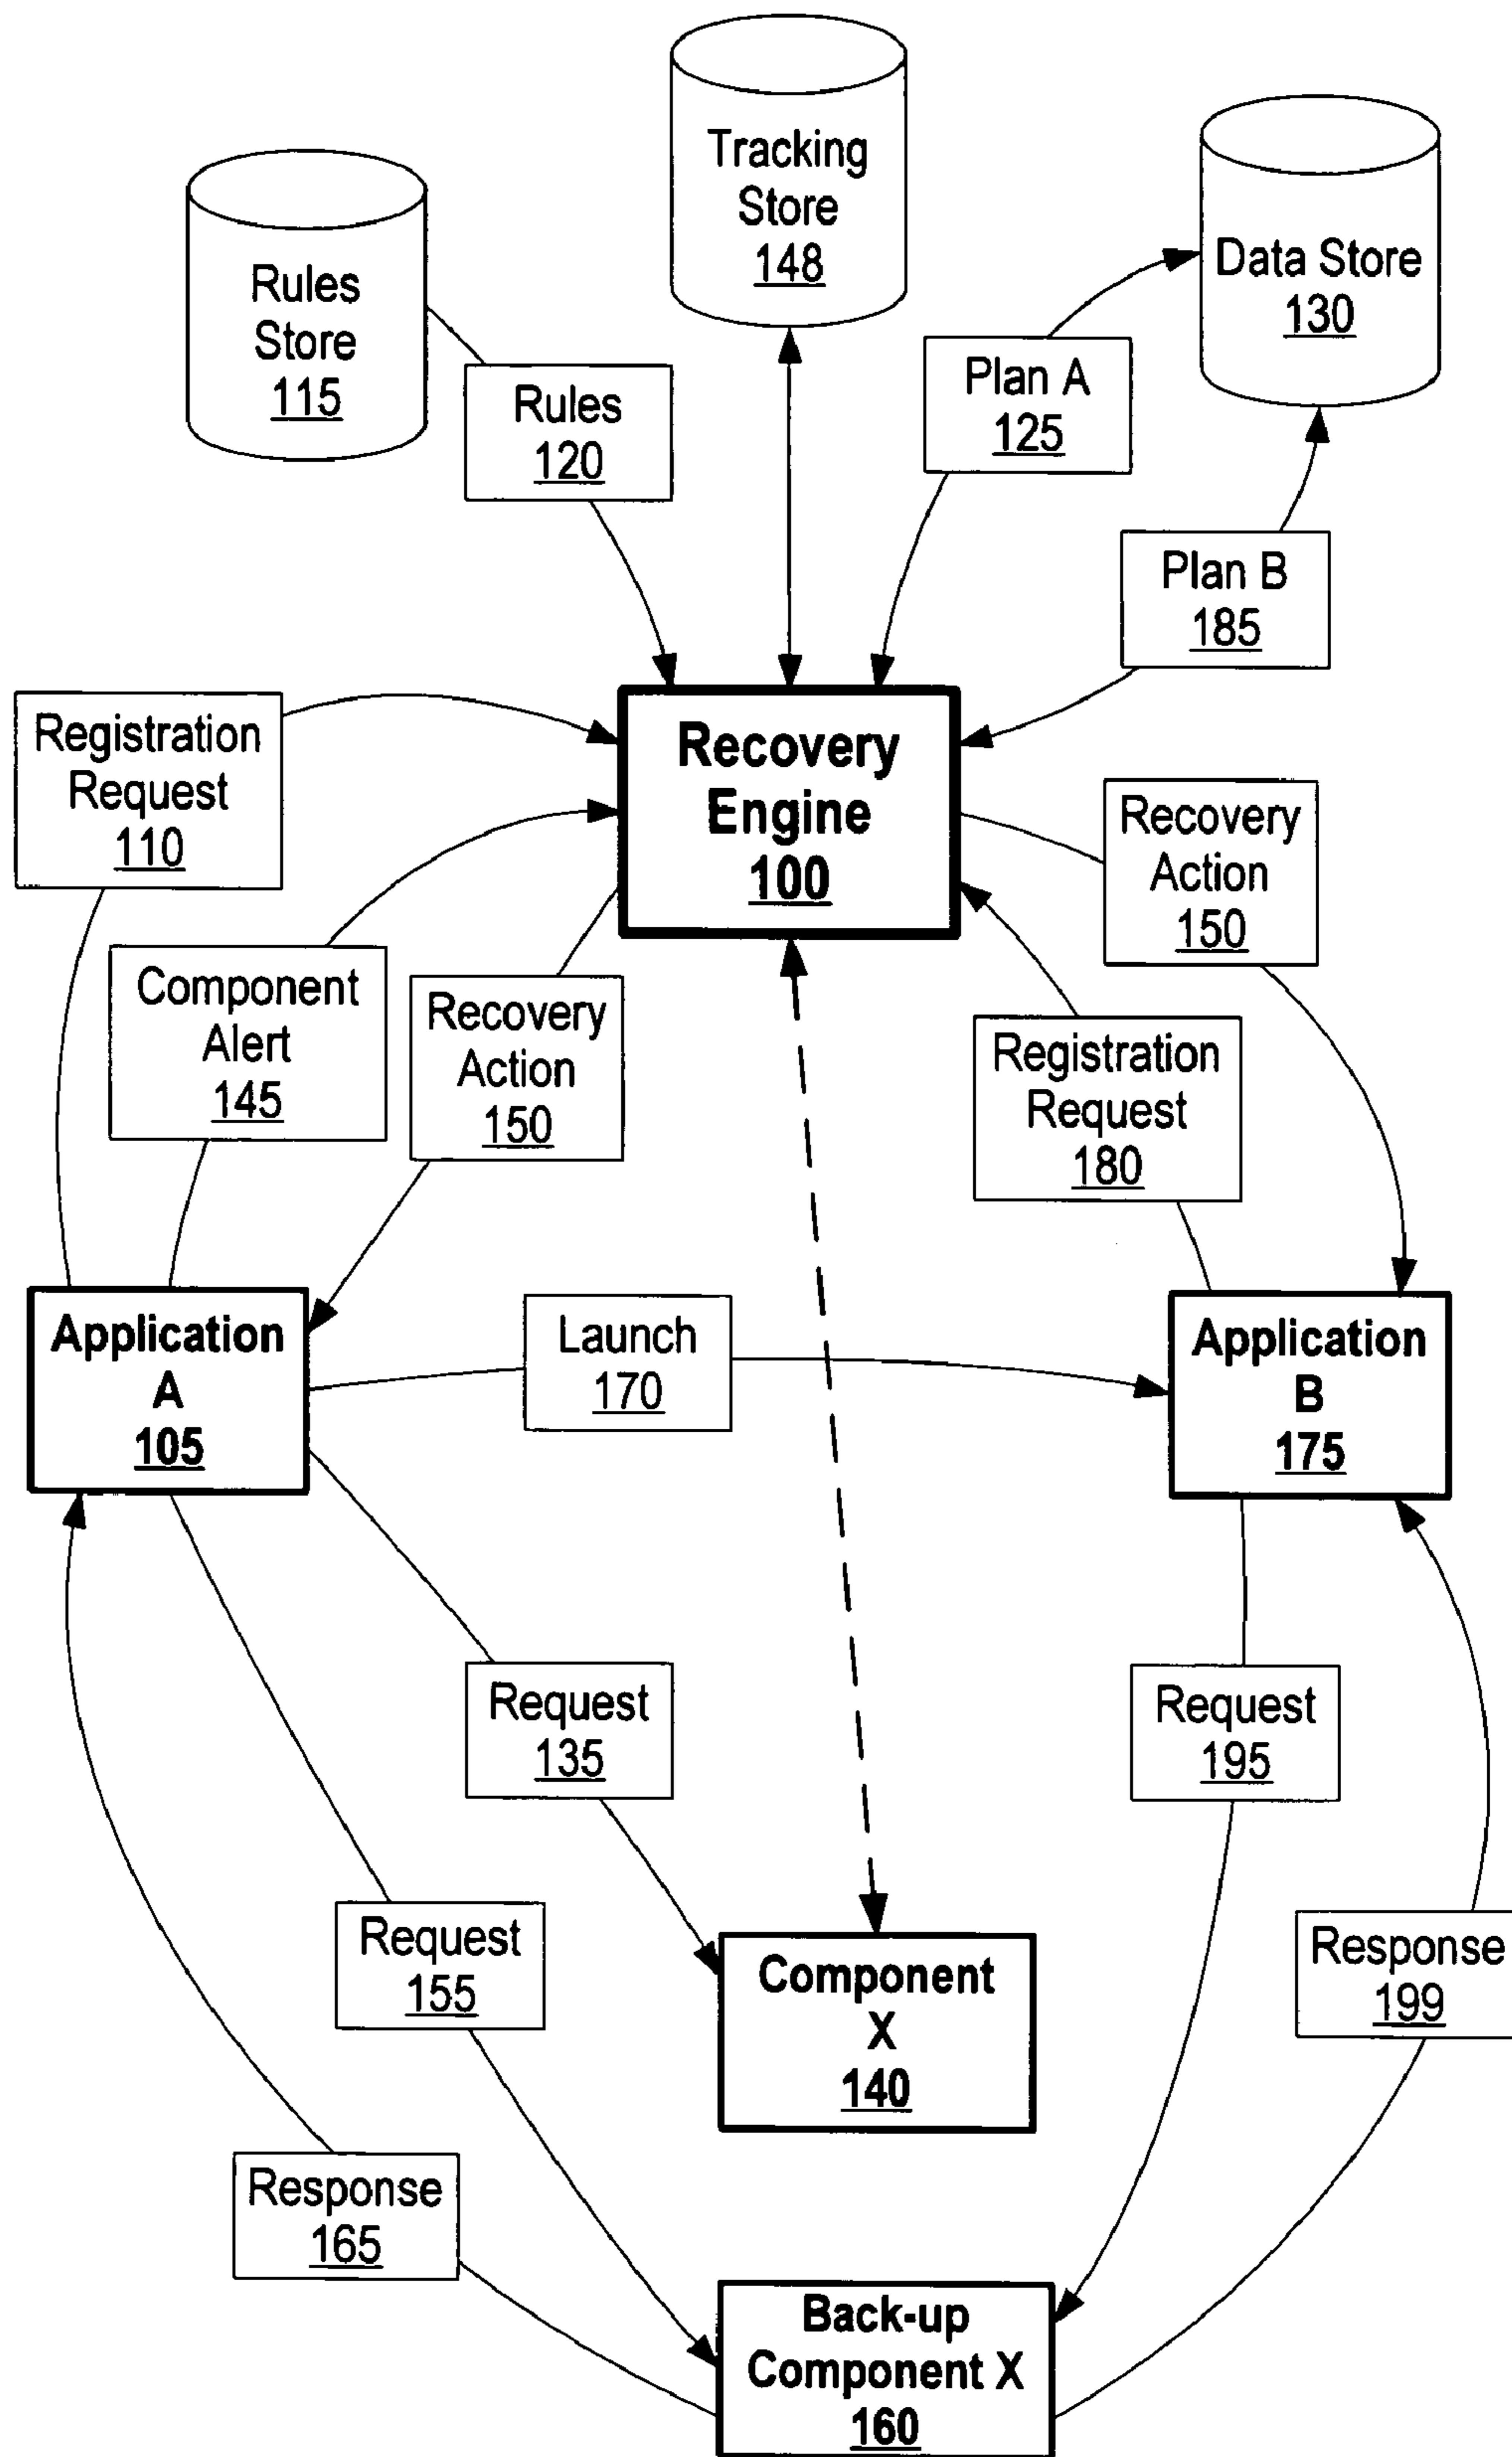 Tracking
Store
148
Data Store
130
Rules
Store
115
Rules
120
Plan A
125
Plan B
185
Registration
Request
110
Recovery
Engine
100
Recovery
Action
150
Component
Alert
145
Recovery
Action
150
Registration
Request
180
Application
A
105
Launch
170
Application
B
175
Request
135
Request
195
Request
155
Component
X
140
Response
199
Response
165
Back-up
Component X
160